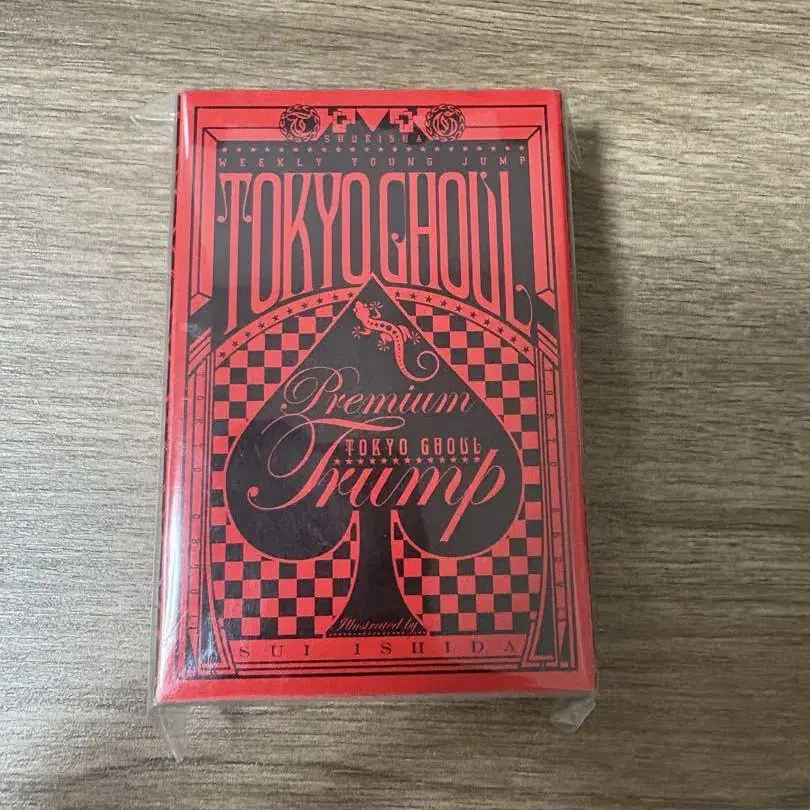 SHUEISHA
WEEKLY YOUNG JUMP
TOKYO GHOUL
Premium
TOKYO GHOUL
Trump
Illustrated by
SUI ISHIDA